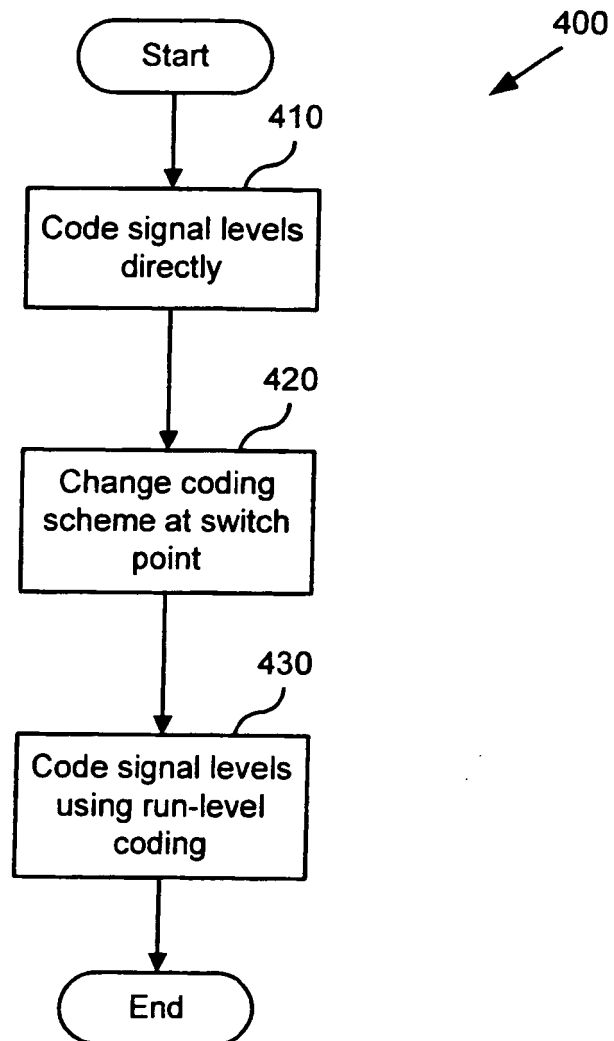 400
Start
410
Code signal levels
directly
420
Change coding
scheme at switch
point
430
Code signal levels
using run-level
coding
End